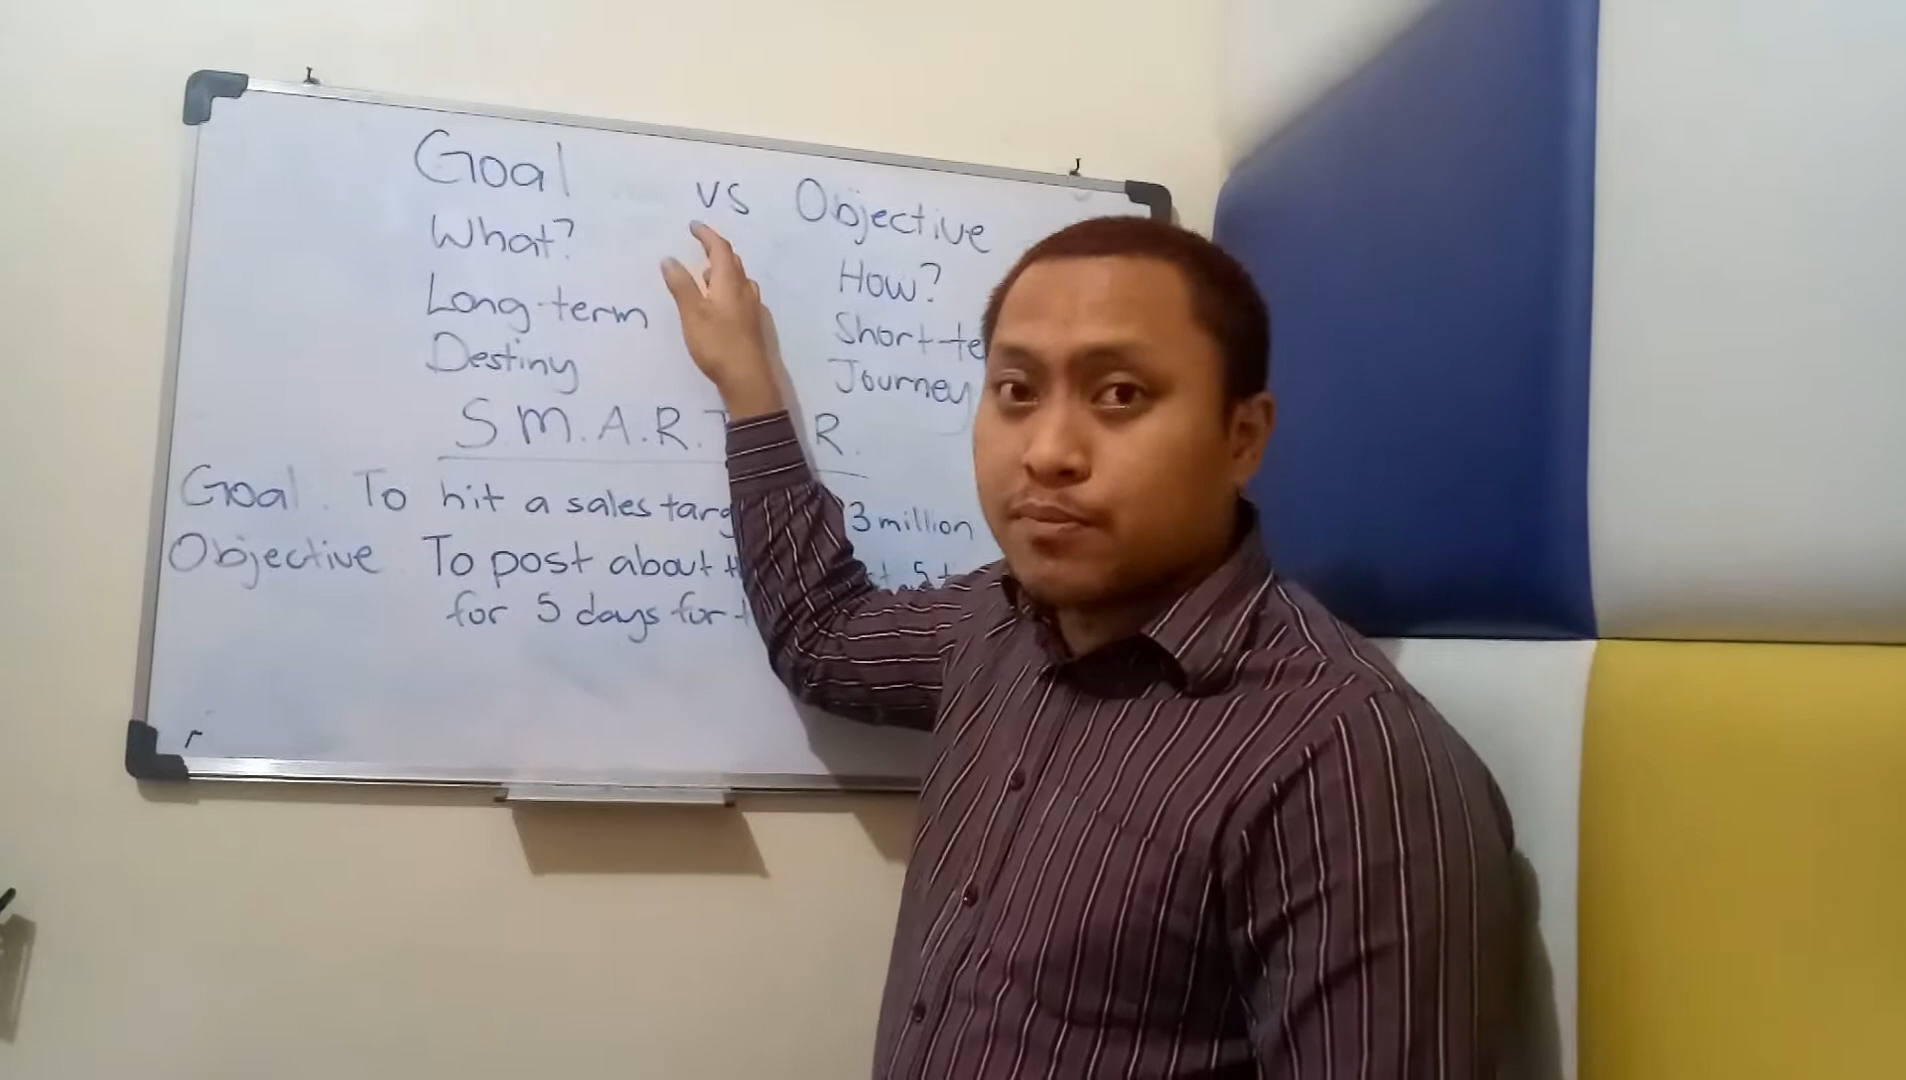 Goal vs Objective
What? How?
Long-term Short-te
Destiny Journey
S.M.A.R. R.
Goal. To hit a sales 3 million
Objective. To post about 5
for 5 days for